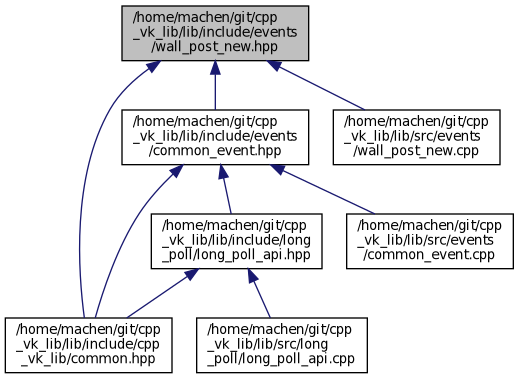 /home/machen/git/cpp
_vk_lib/lib/include/events
/wall_post_new.hpp
/home/machen/git/cpp
_vk_lib/lib/include/events
/common_event.hpp
/home/machen/git/cpp
_vk_lib/lib/src/events
/wall_post_new.cpp
/home/machen/git/cpp
_vk_lib/lib/include/long
_poll/long_poll_api.hpp
/home/machen/git/cpp
_vk_lib/lib/src/events
/common_event.cpp
/home/machen/git/cpp
_vk_lib/lib/include/cpp
_vk_lib/common.hpp
/home/machen/git/cpp
_vk_lib/lib/src/long
_poll/long_poll_api.cpp